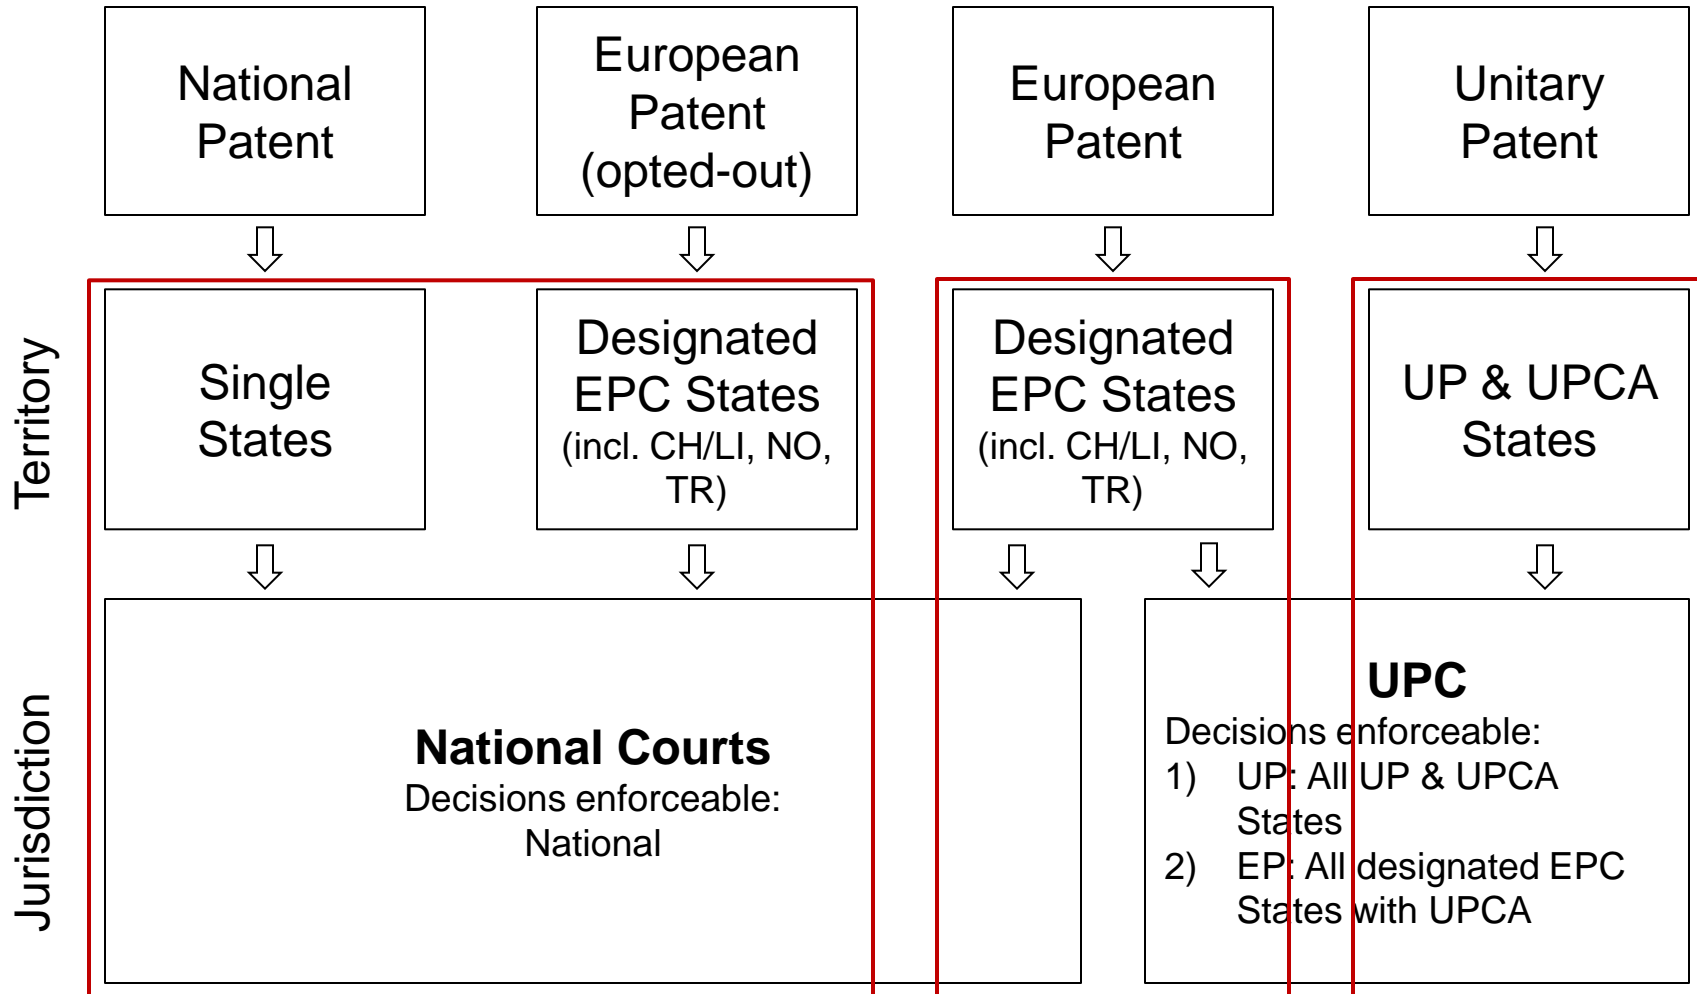 National
Patent
European
Patent
(opted-out)
European
Patent
Unitary
Patent
Territory
Single
States
Designated
EPC States
(incl. CH/LI, NO,
TR)
Designated
EPC States
(incl. CH/LI, NO,
TR)
UP & UPCA
States
Jurisdiction
National Courts
Decisions enforceable:
National
UPC
Decisions enforceable:
1) UP: All UP & UPCA
States
2) EP: All designated EPC
States with UPCA